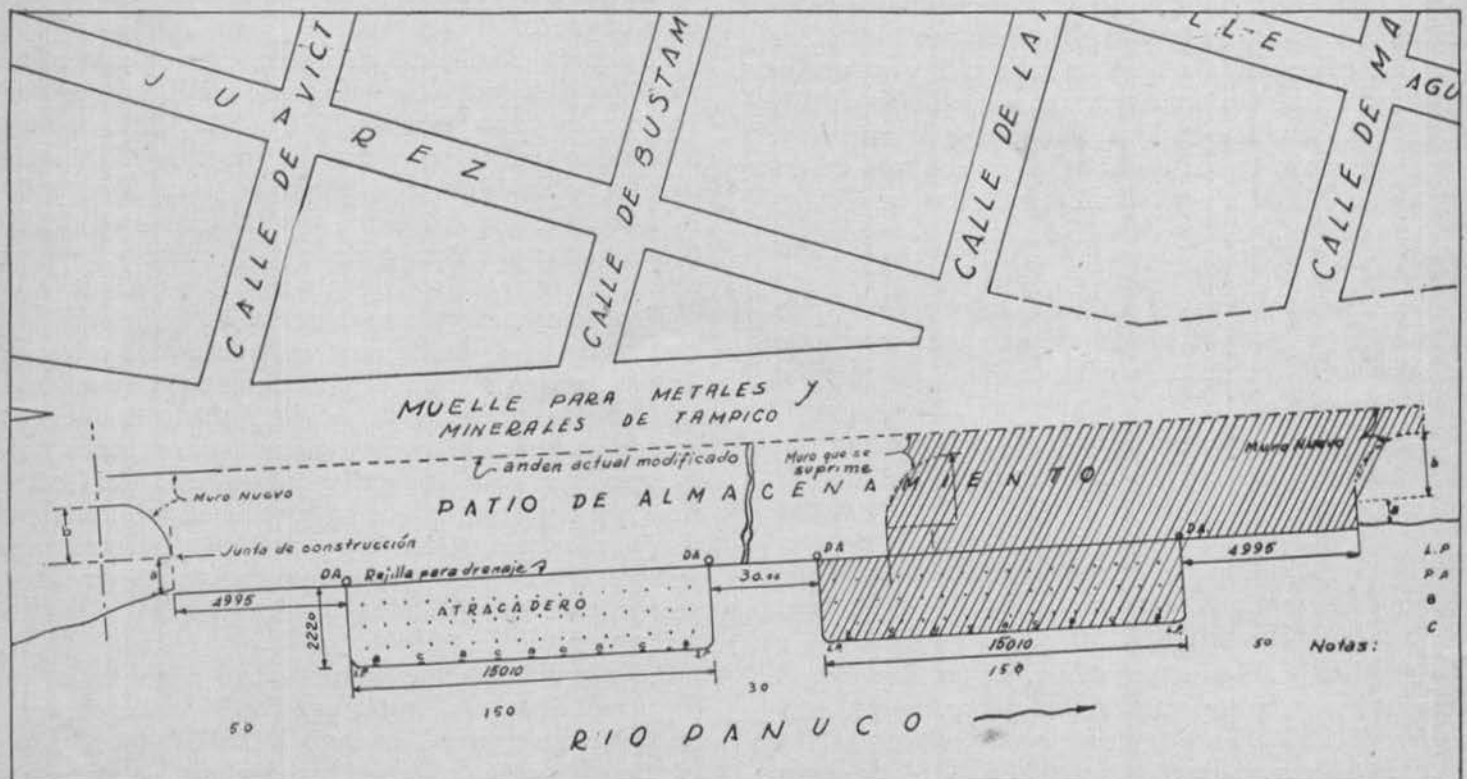 CALLE DE VICT
JUAREZ
CALLE DE BUSTAM
CALLE DE LA
LLE
CALLE DE MA
AGU
MUELLE PARA METALES y
MINERALES DE TAMPICO
anden actual modificado
Muro que se
suprime
Muro Nuevo
Muro Nuevo
PATIO DE ALMACENAMIENTO
b
b
a
Junta de construcción
DA
Rejilla para drenaje
DA
DA
DA
4995
30.00
4995
2220
ATRACADERO
L.P
P.A
B
C
L.P
L.P
15010
15010
150
150
30
50
50
Notas:
RIO PANUCO